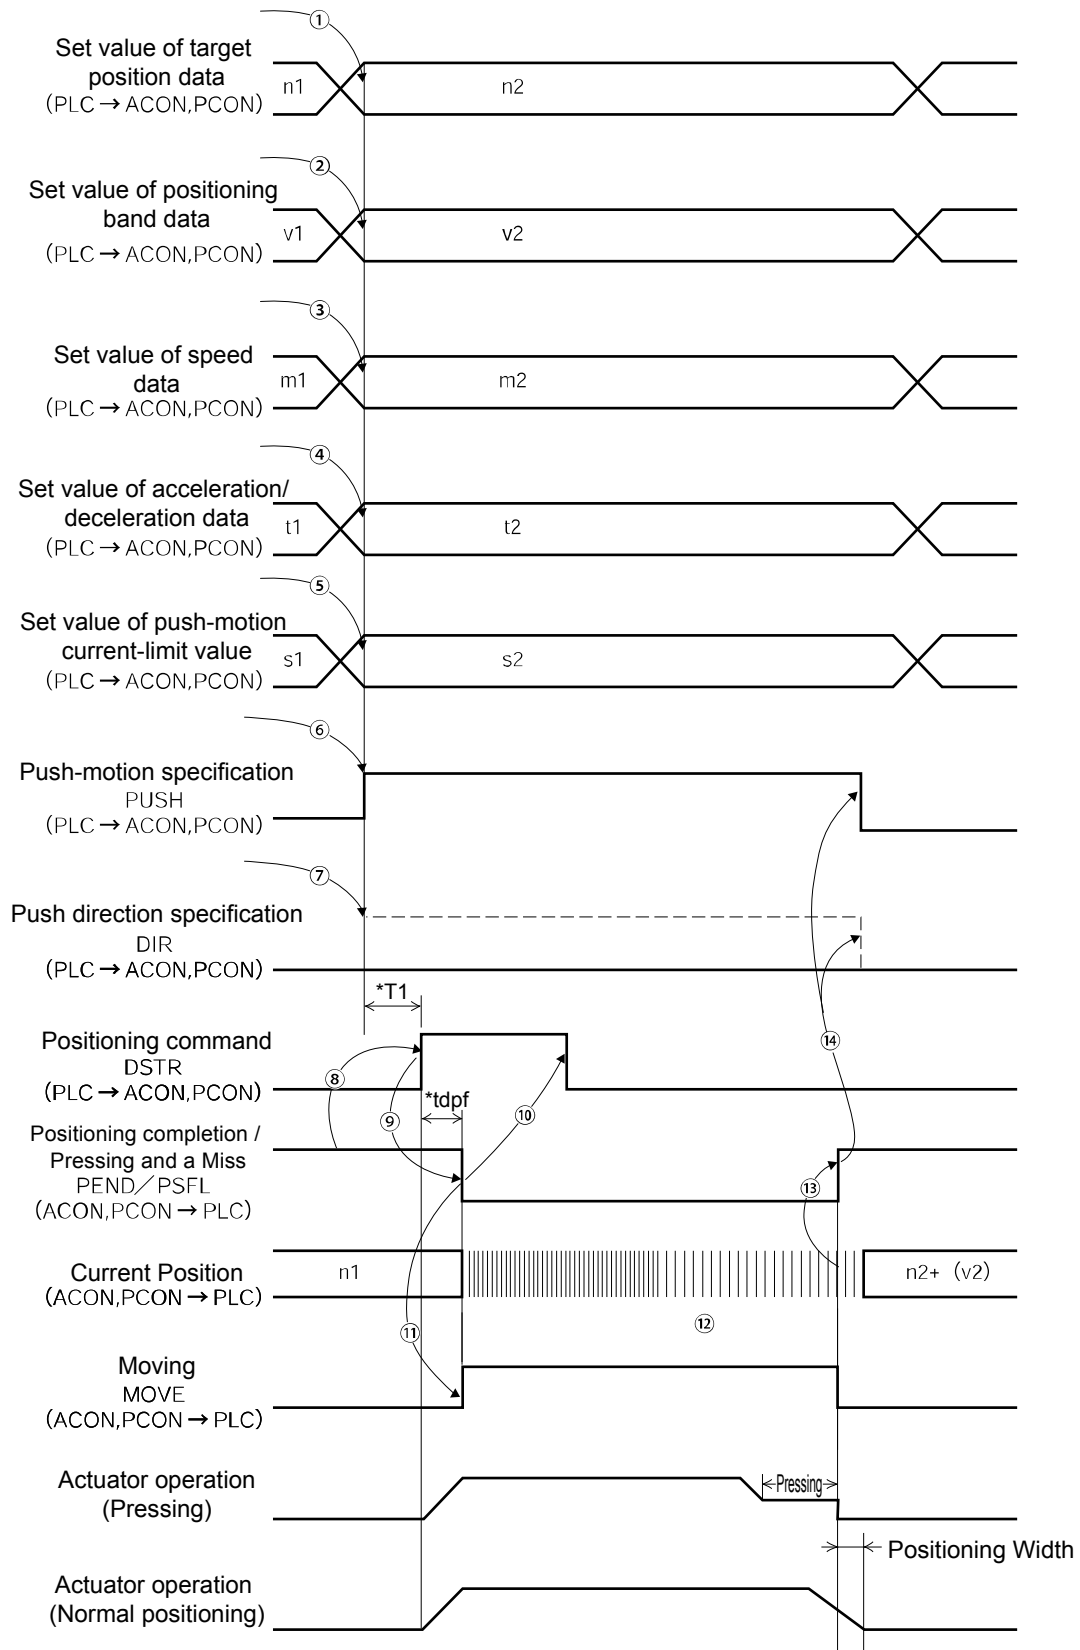 ①
Set value of target
position data
(PLC → ACON,PCON)
n1
n2
②
Set value of positioning
band data
(PLC → ACON,PCON)
v1
v2
③
Set value of speed
data
(PLC → ACON,PCON)
m1
m2
④
Set value of acceleration/
deceleration data
(PLC → ACON,PCON)
t1
t2
⑤
Set value of push-motion
current-limit value
(PLC → ACON,PCON)
s1
s2
⑥
Push-motion specification
PUSH
(PLC → ACON,PCON)
⑦
Push direction specification
DIR
(PLC → ACON,PCON)
*T1
Positioning command
DSTR
(PLC → ACON,PCON)
⑧
*tdpf
⑨
⑩
⑭
Positioning completion /
Pressing and a Miss
PEND/PSFL
(ACON,PCON → PLC)
⑬
Current Position
(ACON,PCON → PLC)
n1
n2+ (v2)
⑪
⑫
Moving
MOVE
(ACON,PCON → PLC)
Actuator operation
(Pressing)
Pressing
Positioning Width
Actuator operation
(Normal positioning)